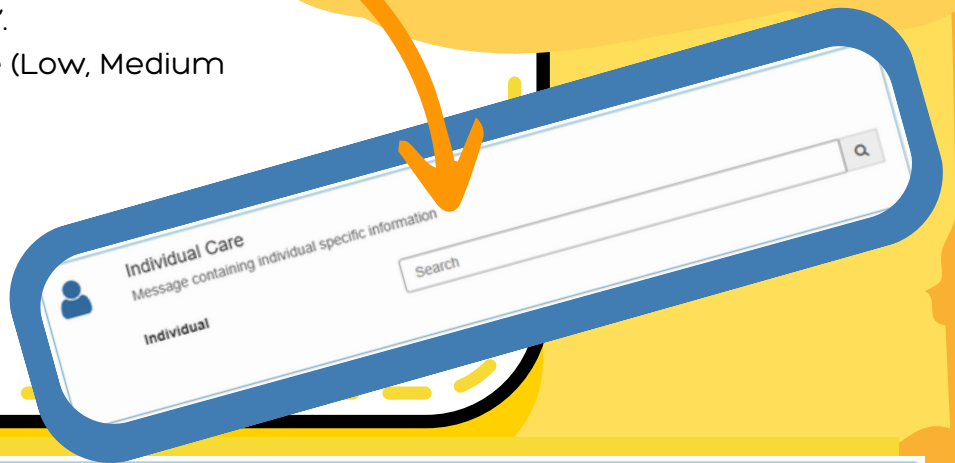 .
(Low, Medium
Individual Care
Message containing individual specific information
Individual
Search